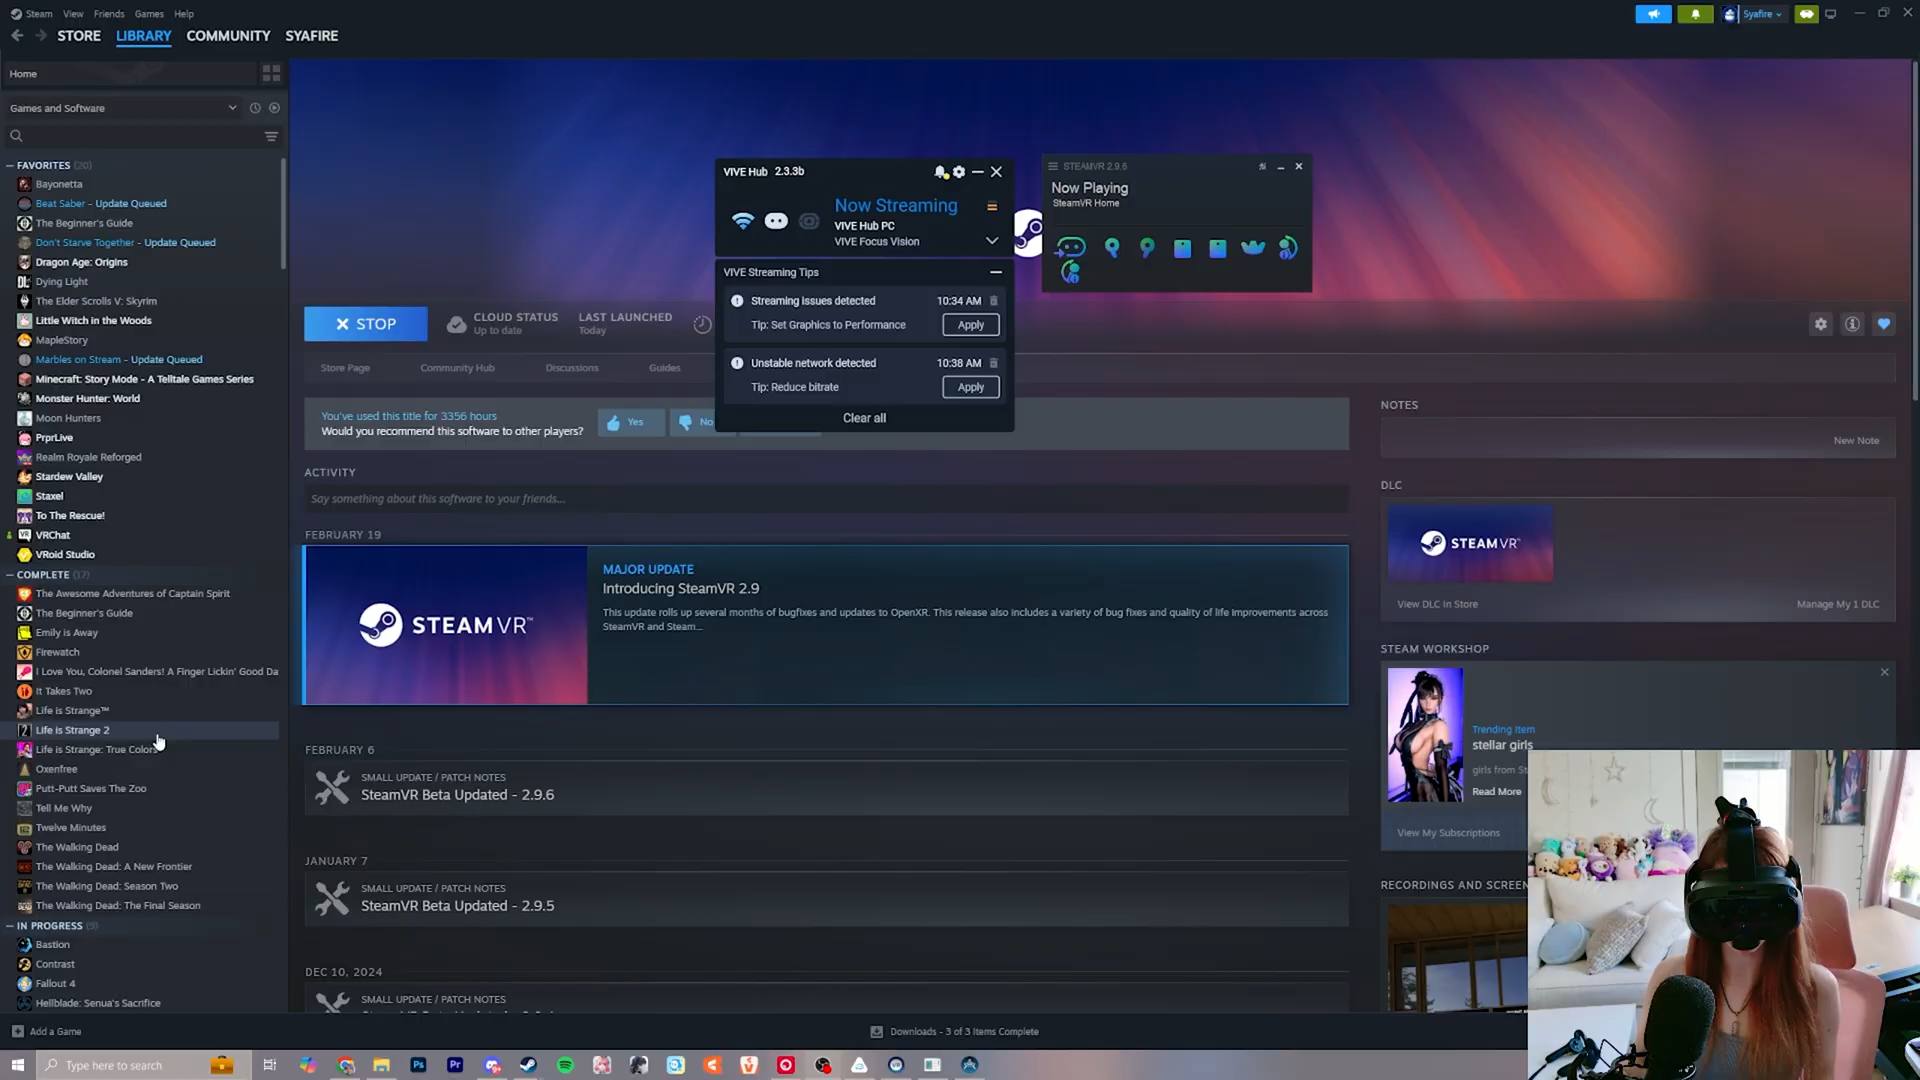 Steam View Friends Games Help
Syafire
STORE LIBRARY COMMUNITY SYAFIRE
Home
Games and Software
FAVORITES (20)
Bayonetta
Beat Saber - Update Queued
The Beginner's Guide
Don't Starve Together - Update Queued
Dragon Age: Origins
Dying Light
The Elder Scrolls V: Skyrim
Little Witch in the Woods
MapleStory
Marbles on Stream - Update Queued
Minecraft: Story Mode - A Telltale Games Series
Monster Hunter: World
Moon Hunters
PrprLive
Realm Royale Reforged
Stardew Valley
Staxel
To The Rescue!
VRChat
VRoid Studio
COMPLETE (17)
The Awesome Adventures of Captain Spirit
The Beginner's Guide
Emily is Away
Firewatch
I Love You, Colonel Sanders! A Finger Lickin' Good Da
It Takes Two
Life is Strange™
Life is Strange 2
Life is Strange: True Colors
Oxenfree
Putt-Putt Saves The Zoo
Tell Me Why
Twelve Minutes
The Walking Dead
The Walking Dead: A New Frontier
The Walking Dead: Season Two
The Walking Dead: The Final Season
IN PROGRESS (9)
Bastion
Contrast
Fallout 4
Hellblade: Senua's Sacrifice
Add a Game
VIVE Hub 2.3.3b
Now Streaming
VIVE Hub PC
VIVE Focus Vision
VIVE Streaming Tips
Streaming issues detected 10:34 AM
Tip: Set Graphics to Performance Apply
Unstable network detected 10:38 AM
Tip: Reduce bitrate Apply
Clear all
STEAMVR 2.9.6
Now Playing
SteamVR Home
STOP
CLOUD STATUS
Up to date
LAST LAUNCHED
Today
Store Page Community Hub Discussions Guides
You've used this title for 3356 hours
Would you recommend this software to other players?
Yes
No
ACTIVITY
Say something about this software to your friends...
FEBRUARY 19
STEAMVR™
MAJOR UPDATE
Introducing SteamVR 2.9
This update rolls up several months of bugfixes and updates to OpenXR. This release also includes a variety of bug fixes and quality of life improvements across
SteamVR and Steam...
FEBRUARY 6
SMALL UPDATE / PATCH NOTES
SteamVR Beta Updated - 2.9.6
JANUARY 7
SMALL UPDATE / PATCH NOTES
SteamVR Beta Updated - 2.9.5
DEC 10, 2024
SMALL UPDATE / PATCH NOTES
NOTES
New Note
DLC
STEAMVR™
View DLC in Store
Manage My 1 DLC
STEAM WORKSHOP
Trending Item
stellar girls
girls from St
Read More
View My Subscriptions
RECORDINGS AND SCREEN
Downloads - 3 of 3 Items Complete
Type here to search